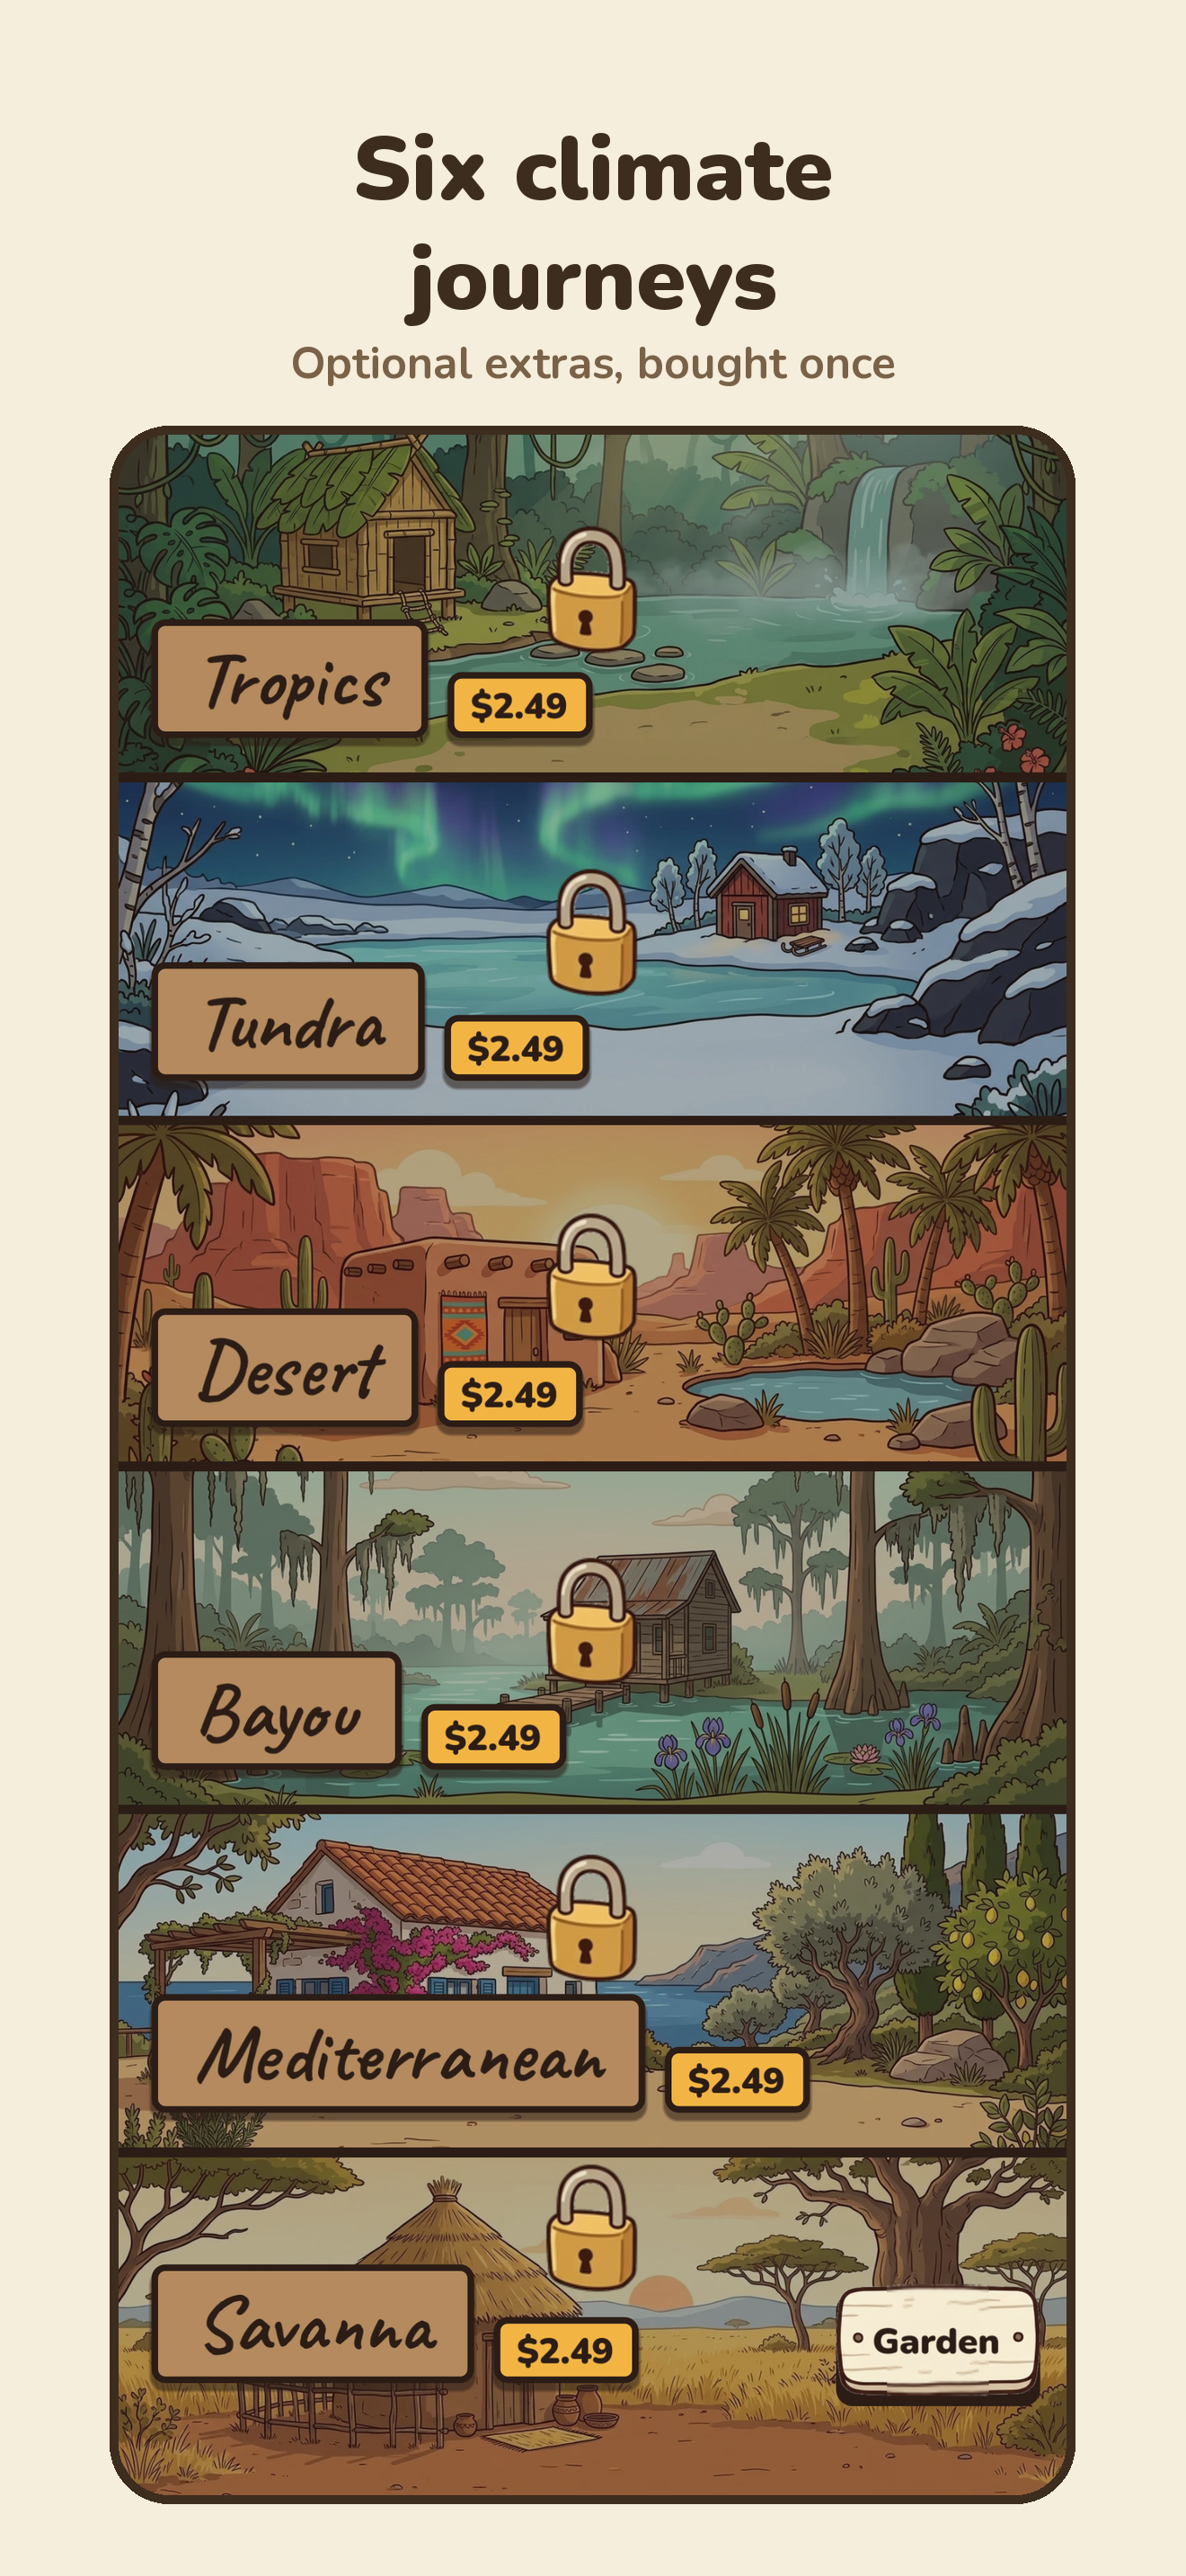 Six climate
journeys
Optional extras, bought once
Tropics
$2.49
Tundra
$2.49
Desert
$2.49
Bayou
$2.49
Mediterranean
$2.49
Savanna
$2.49
Garden